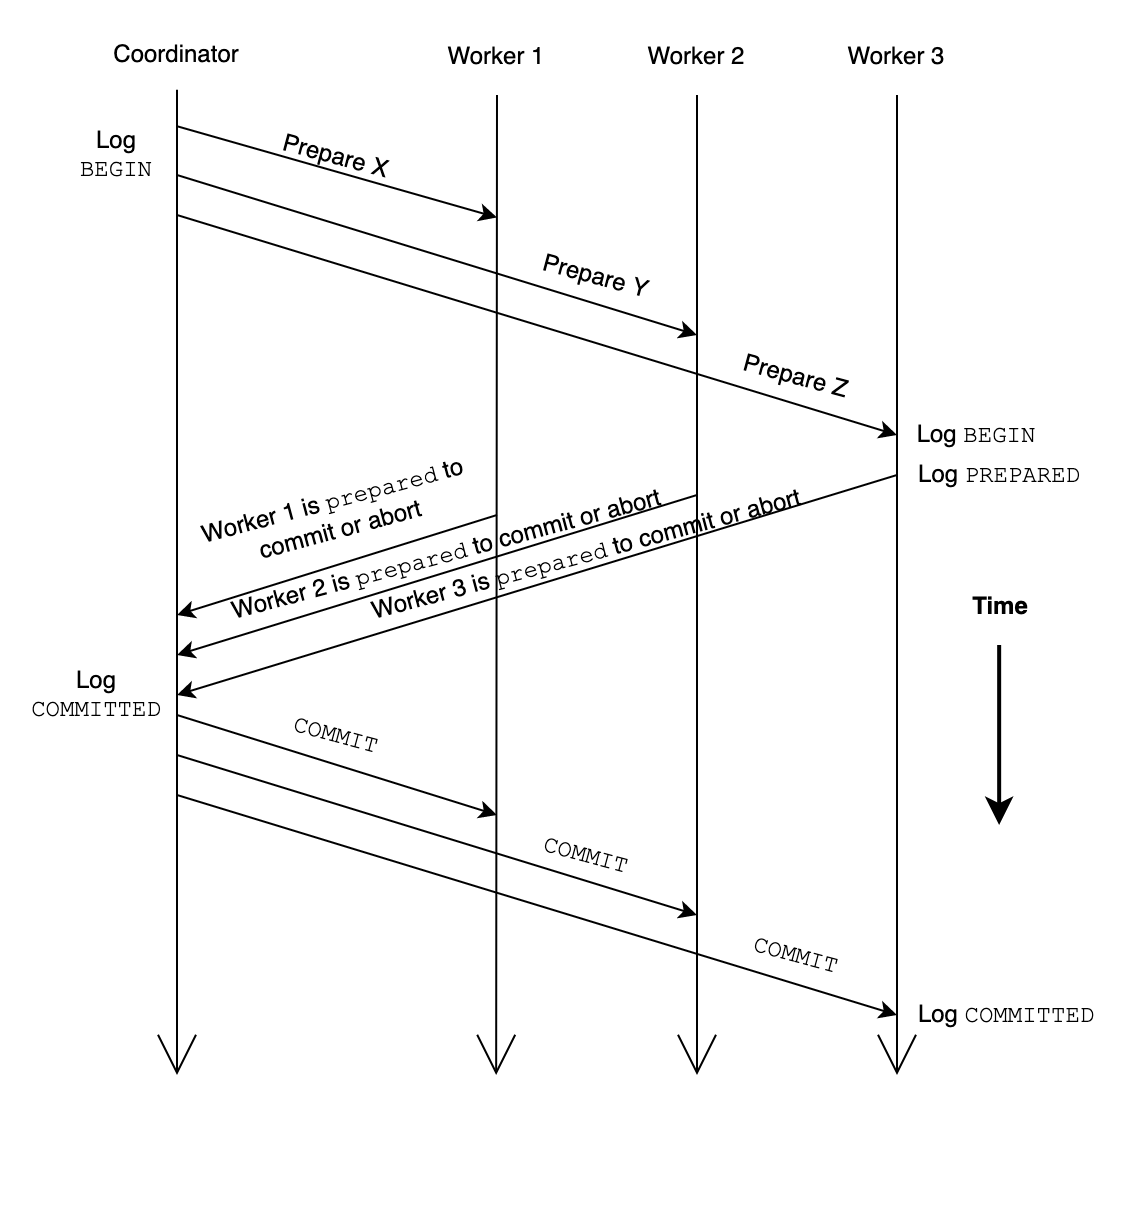 Coordinator
Worker 1
Worker 2
Worker 3
Log
BEGIN
Prepare X
Prepare Y
Prepare Z
Log BEGIN
Log PREPARED
Worker 1 is prepared to
commit or abort
Worker 2 is prepared to commit or abort
Worker 3 is prepared to commit or abort
Time
Log
COMMITTED
COMMIT
COMMIT
COMMIT
Log COMMITTED